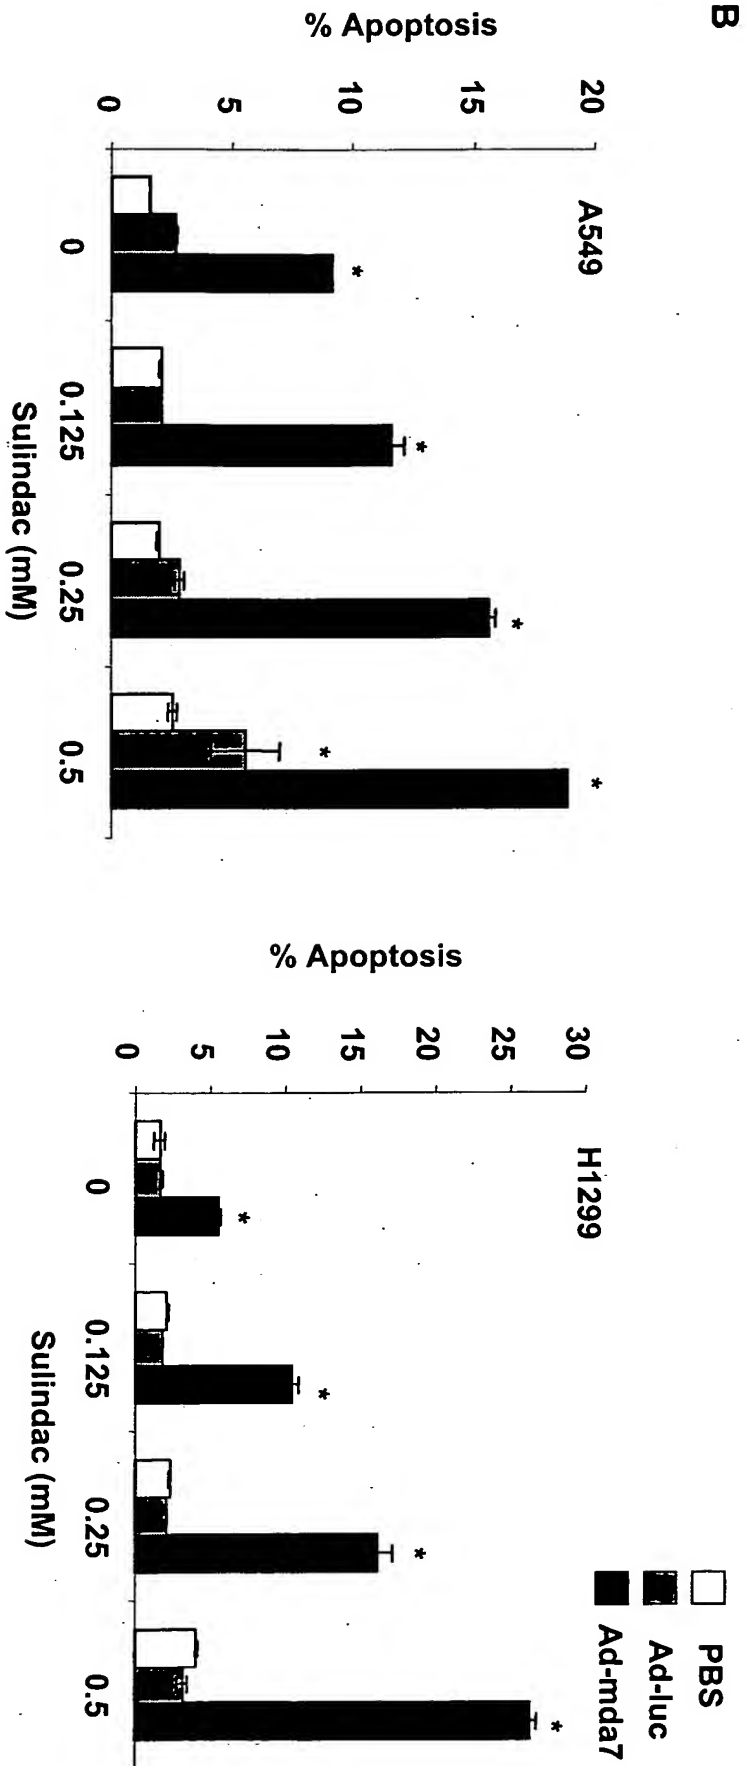 B
A549
% Apoptosis
20
15
10
5
0
*
*
*
*
*
0
0.125
0.25
0.5
Sulindac (mM)
PBS
Ad-luc
Ad-mda7
H1299
% Apoptosis
30
25
20
15
10
5
0
*
*
*
*
0
0.125
0.25
0.5
Sulindac (mM)